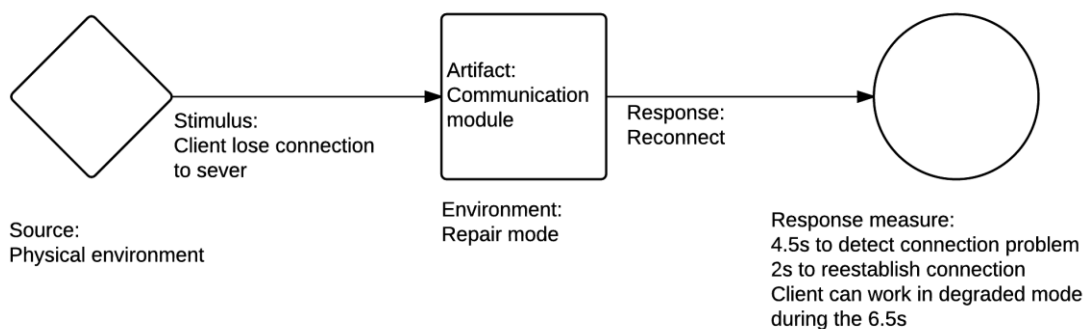 Artifact:
Communication
module
Stimulus:
Client lose connection
to sever
Response:
Reconnect
Source:
Physical environment
Environment:
Repair mode
Response measure:
4.5s to detect connection problem
2s to reestablish connection
Client can work in degraded mode
during the 6.5s